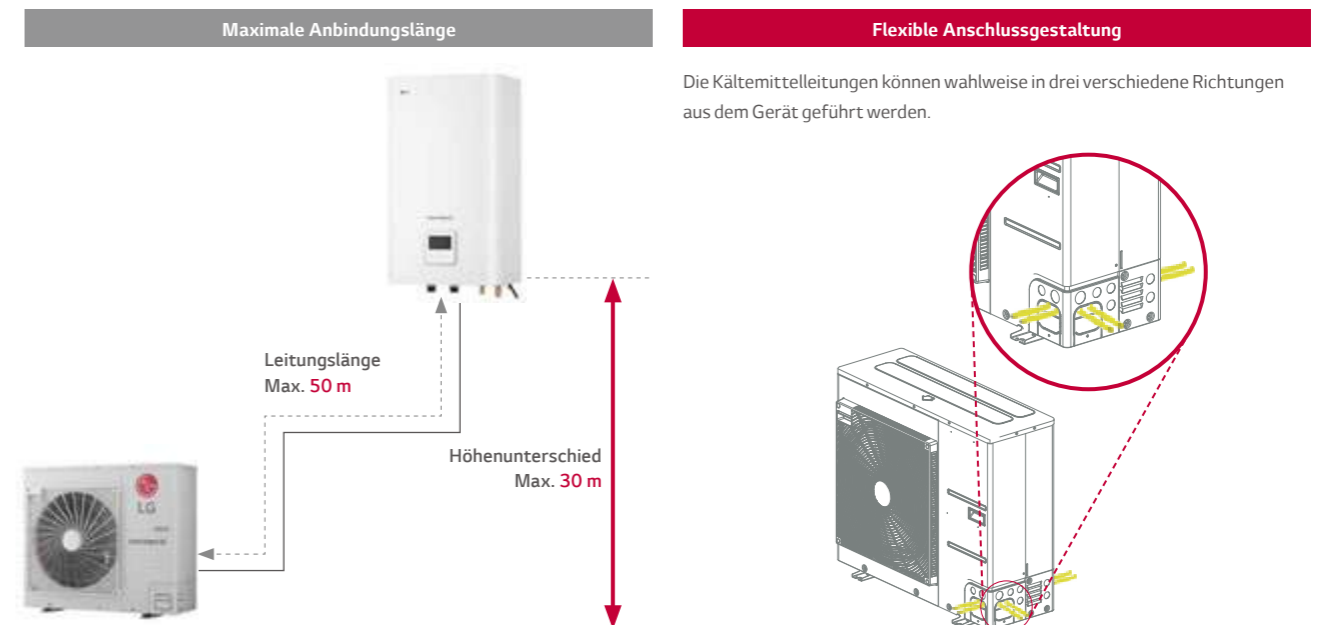 Maximale Anbindungslänge
Leitungslänge
Max. 50 m
Höhenunterschied
Max. 30 m
LG
Flexible Anschlussgestaltung
Die Kältemittelleitungen können wahlweise in drei verschiedene Richtungen
aus dem Gerät geführt werden.